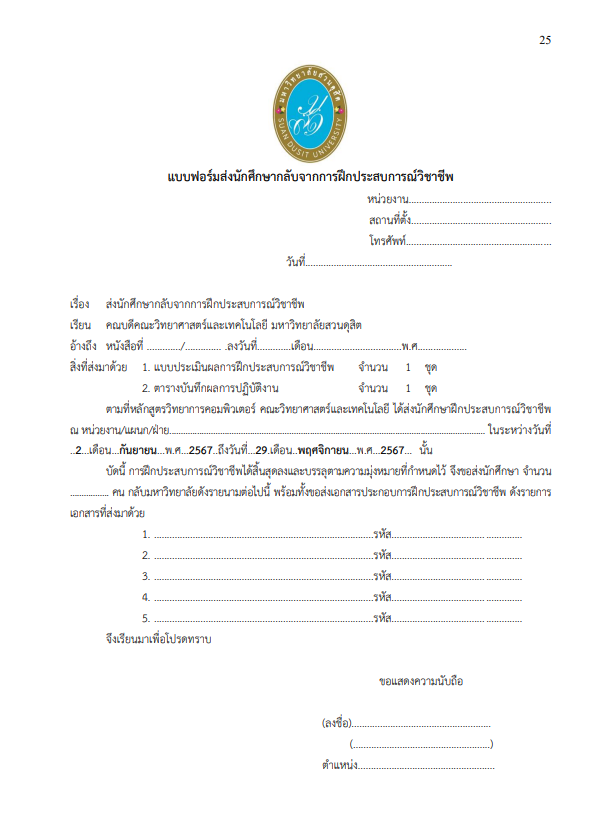 25
มหาวิทยาลัยสวนดุสิต
SUAN DUSIT UNIVERSITY
แบบฟอร์มส่งนักศึกษากลับจากการฝึกประสบการณ์วิชาชีพ
หน่วยงาน.......................................................
สถานที่ตั้ง......................................................
โทรศัพท์........................................................
วันที่........................................................
เรื่อง ส่งนักศึกษากลับจากการฝึกประสบการณ์วิชาชีพ
เรียน คณบดีคณะวิทยาศาสตร์และเทคโนโลยี มหาวิทยาลัยสวนดุสิต
อ้างถึง หนังสือที่ ............./.............. .ลงวันที่.............เดือน.................................พ.ศ...................
สิ่งที่ส่งมาด้วย 1. แบบประเมินผลการฝึกประสบการณ์วิชาชีพ จำนวน 1 ชุด
2. ตารางบันทึกผลการปฏิบัติงาน จำนวน 1 ชุด
ตามที่หลักสูตรวิทยาการคอมพิวเตอร์ คณะวิทยาศาสตร์และเทคโนโลยี ได้ส่งนักศึกษาฝึกประสบการณ์วิชาชีพ
ณ หน่วยงาน/แผนก/ฝ่าย........................................................................................................................ ในระหว่างวันที่
..2...เดือน...กันยายน...พ.ศ...2567..ถึงวันที่...29.เดือน..พฤศจิกายน...พ.ศ...2567... นั้น
บัดนี้ การฝึกประสบการณ์วิชาชีพได้สิ้นสุดลงและบรรลุตามความมุ่งหมายที่กำหนดไว้ จึงขอส่งนักศึกษา จำนวน
............... คน กลับมหาวิทยาลัยดังรายนามต่อไปนี้ พร้อมทั้งขอส่งเอกสารประกอบการฝึกประสบการณ์วิชาชีพ ดังรายการ
เอกสารที่ส่งมาด้วย
1. ....................................................................................รหัส.................................... ..............
2. ....................................................................................รหัส.................................... ..............
3. ....................................................................................รหัส.................................... ..............
4. ....................................................................................รหัส.................................... ..............
5. ....................................................................................รหัส.................................... ..............
จึงเรียนมาเพื่อโปรดทราบ
ขอแสดงความนับถือ
(ลงชื่อ).....................................................
(.....................................................)
ตำแหน่ง.....................................................